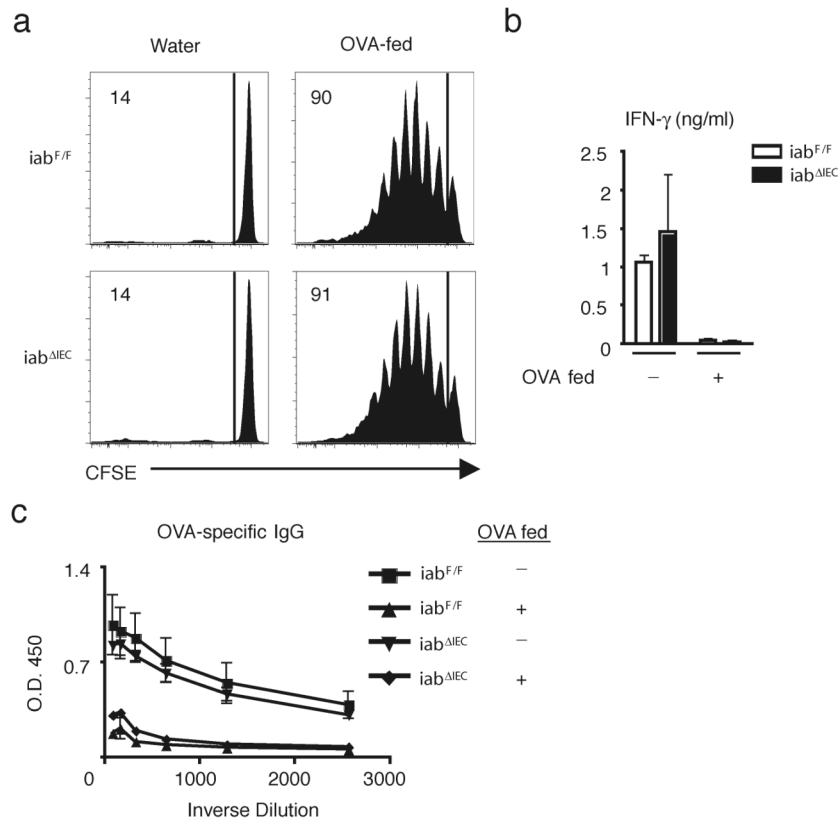 a
Water
OVA-fed
iab^F/F
14
90
iab^ΔIEC
14
91
CFSE
b
IFN-γ (ng/ml)
2.5
2
1.5
1
0.5
0
iab^F/F
iab^ΔIEC
OVA fed
−
+
c
OVA-specific IgG
OVA fed
1.4
0.7
O.D. 450
0
1000
2000
3000
Inverse Dilution
iab^F/F −
iab^F/F +
iab^ΔIEC −
iab^ΔIEC +